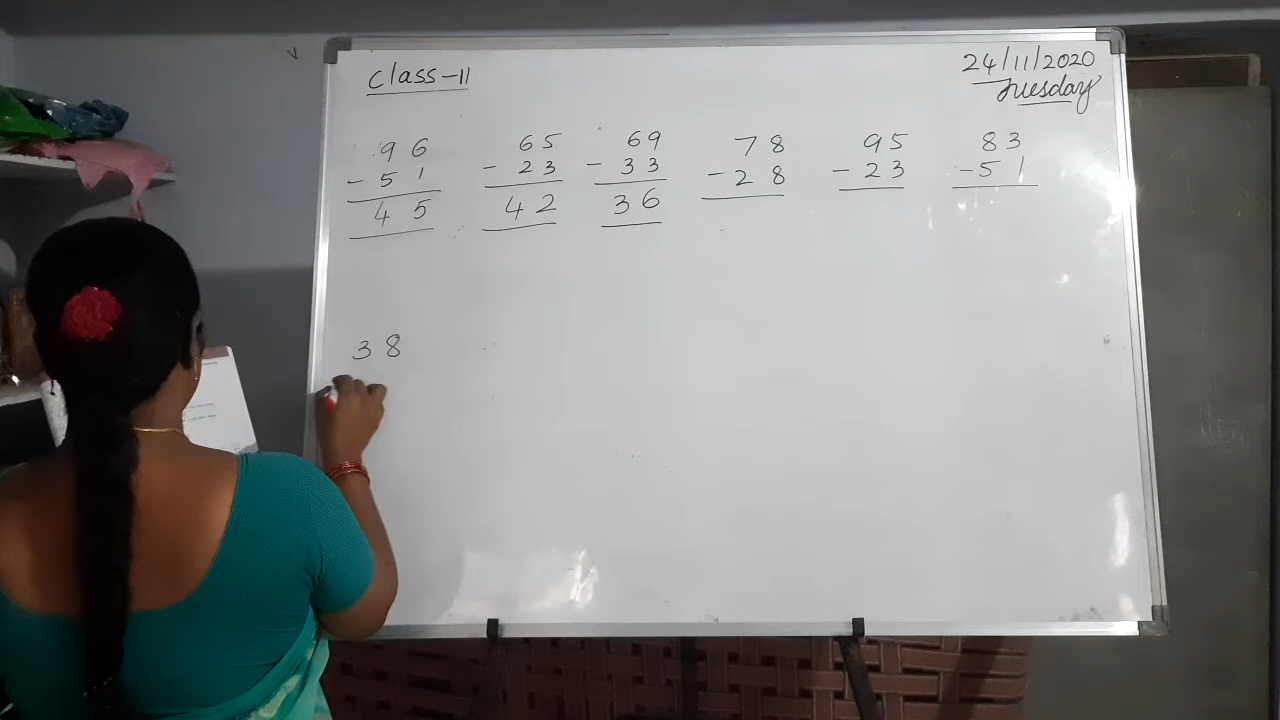 Class-II
24/11/2020
Tuesday
96 65 69 78 95 83
- 51 - 23 - 33 - 28 - 23 - 51
45 42 36
38